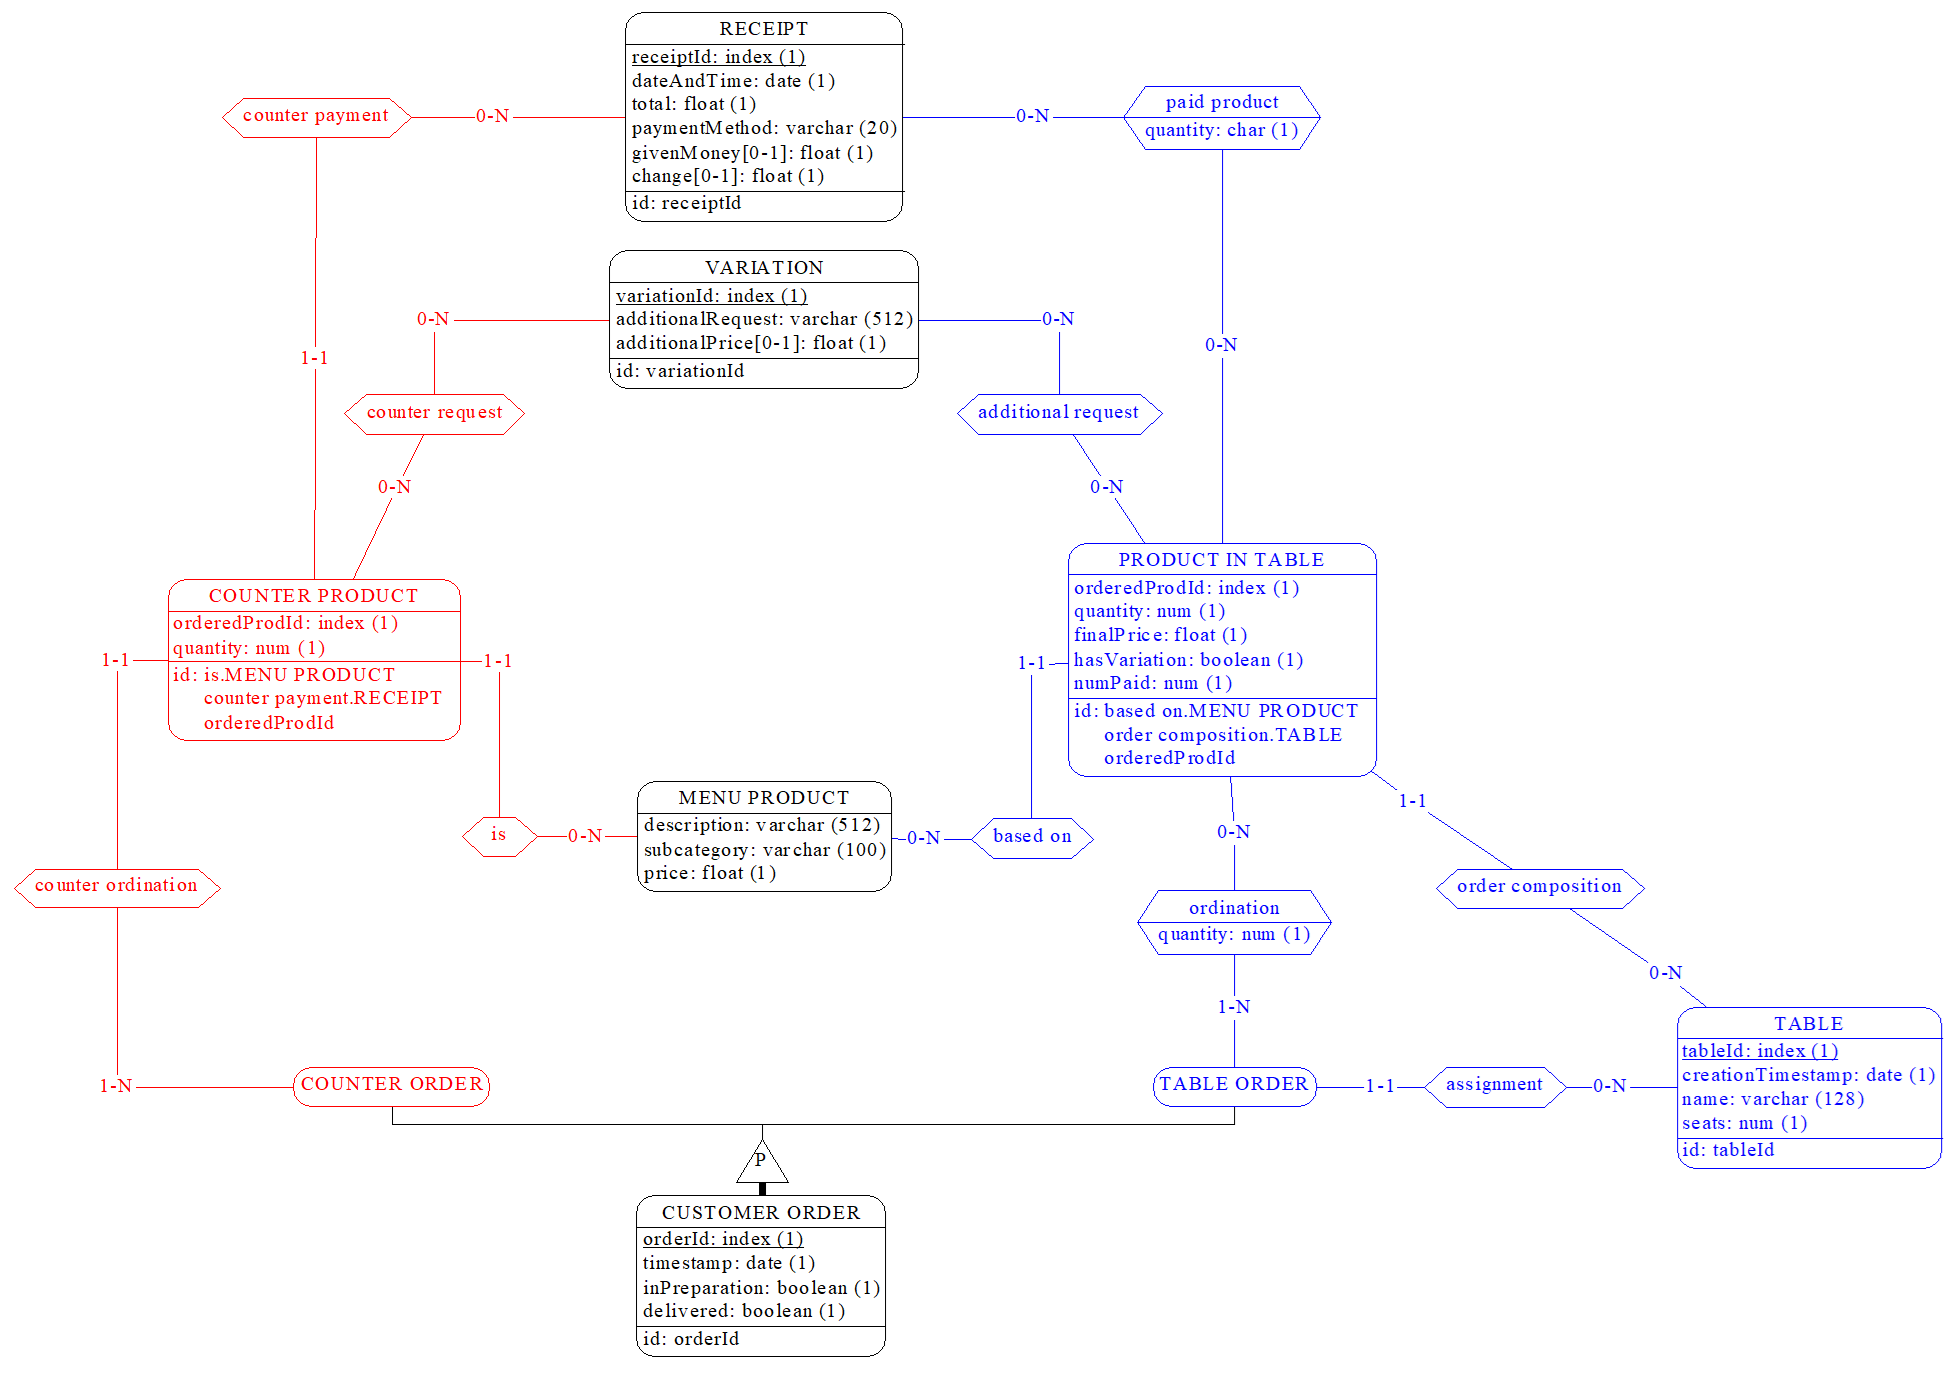 RECEIPT
receiptId: index (1)
dateAndTime: date (1)
total: float (1)
paymentMethod: varchar (20)
givenMoney[0-1]: float (1)
change[0-1]: float (1)
id: receiptId
counter payment
0-N
0-N
paid product
quantity: char (1)
VARIATION
variationId: index (1)
additionalRequest: varchar (512)
additionalPrice[0-1]: float (1)
id: variationId
0-N
0-N
1-1
0-N
counter request
additional request
0-N
0-N
COUNTER PRODUCT
orderedProdId: index (1)
quantity: num (1)
id: is.MENU PRODUCT
counter payment.RECEIPT
orderedProdId
PRODUCT IN TABLE
orderedProdId: index (1)
quantity: num (1)
finalPrice: float (1)
hasVariation: boolean (1)
numPaid: num (1)
id: based on.MENU PRODUCT
order composition.TABLE
orderedProdId
1-1
1-1
1-1
1-1
MENU PRODUCT
description: varchar (512)
subcategory: varchar (100)
price: float (1)
is
0-N
0-N
based on
0-N
counter ordination
ordination
quantity: num (1)
order composition
0-N
1-N
TABLE
tableId: index (1)
creationTimestamp: date (1)
name: varchar (128)
seats: num (1)
id: tableId
1-N
COUNTER ORDER
TABLE ORDER
1-1
assignment
0-N
P
CUSTOMER ORDER
orderId: index (1)
timestamp: date (1)
inPreparation: boolean (1)
delivered: boolean (1)
id: orderId